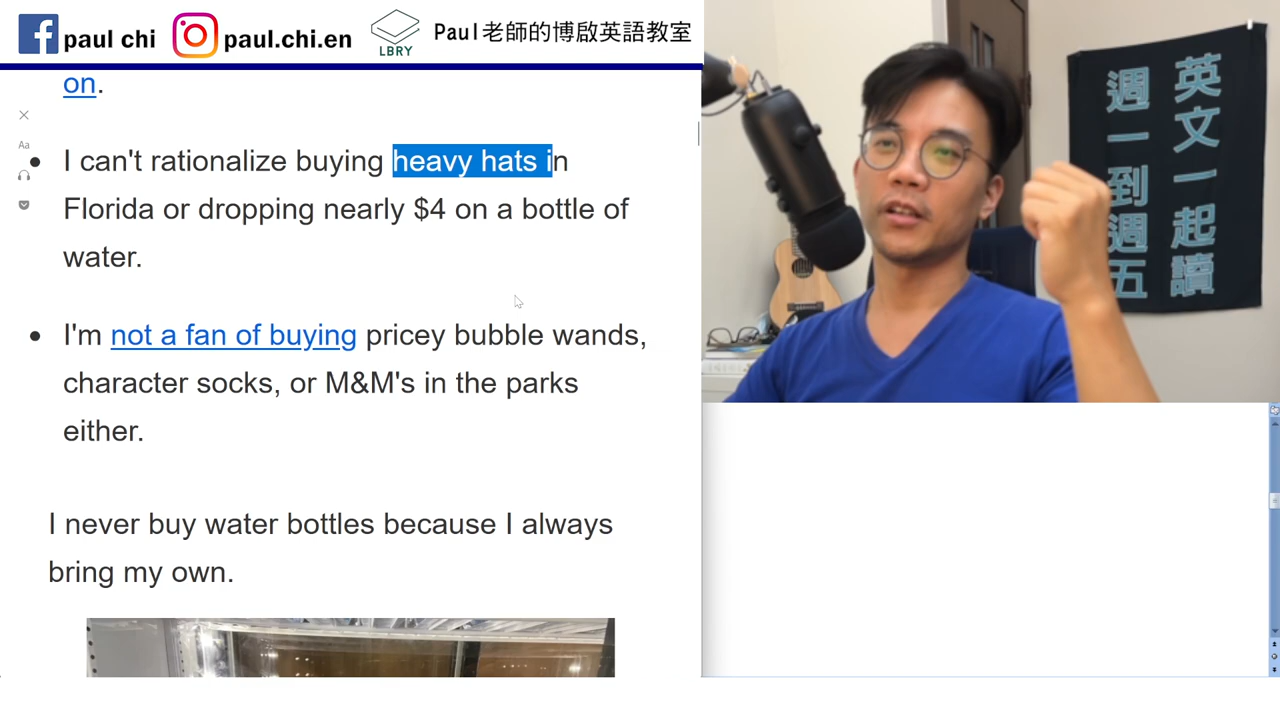 paul chi
paul.chi.en
LBRY
Paul老師的博啟英語教室
on.
Aa
• I can't rationalize buying heavy hats in
Florida or dropping nearly $4 on a bottle of
water.
• I'm not a fan of buying pricey bubble wands,
character socks, or M&M's in the parks
either.
I never buy water bottles because I always
bring my own.
英文一起讀
週一到週五